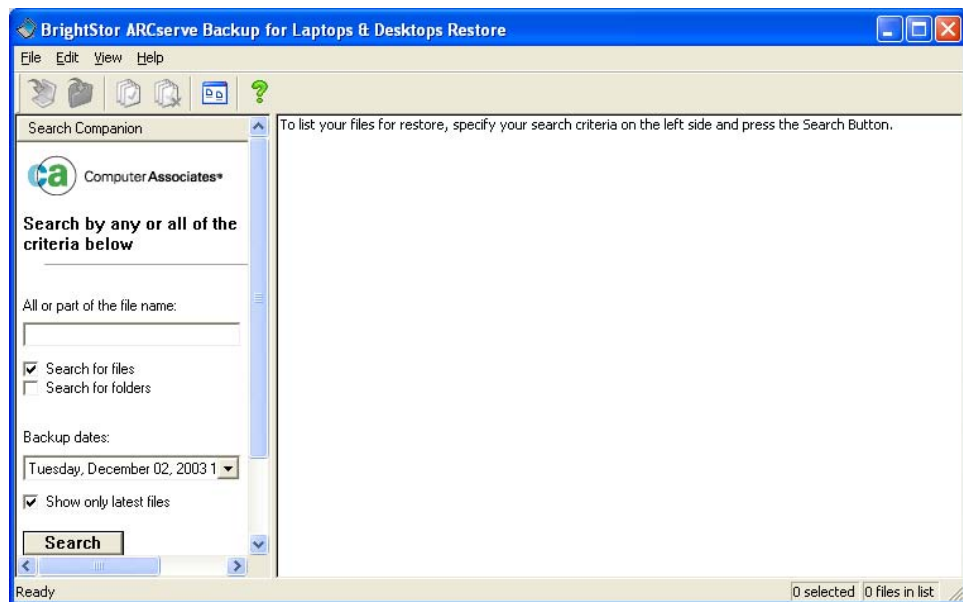 BrightStor ARCserve Backup for Laptops & Desktops Restore
File Edit View Help
Search Companion
To list your files for restore, specify your search criteria on the left side and press the Search Button.
ca Computer Associates®
Search by any or all of the
criteria below
All or part of the file name:
Search for files
Search for folders
Backup dates:
Tuesday, December 02, 2003 1
Show only latest files
Search
Ready
0 selected 0 files in list